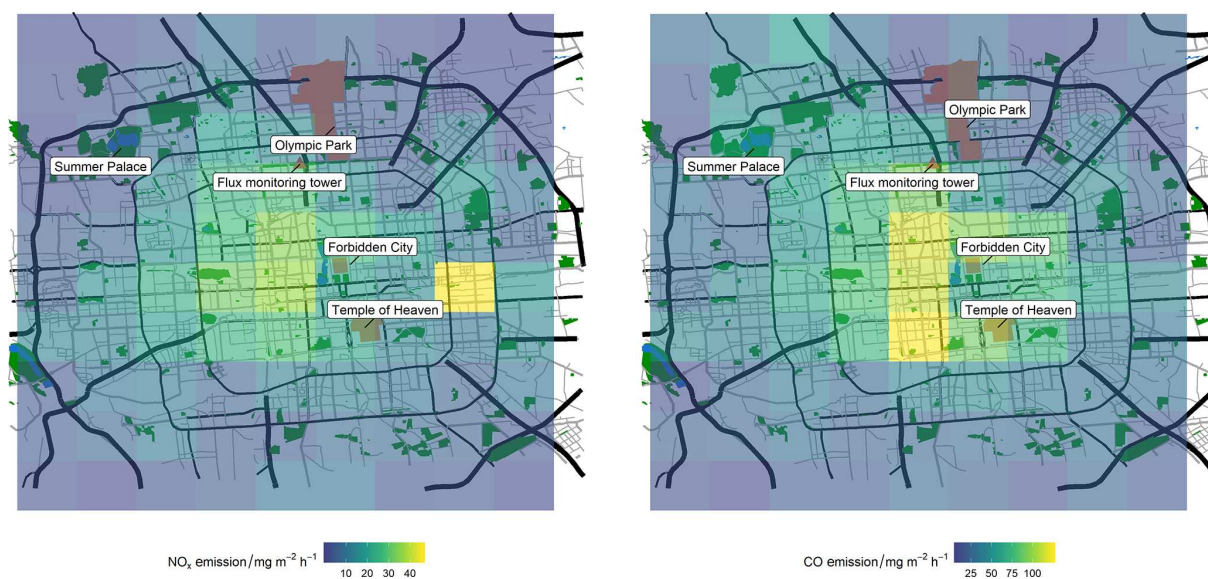 Olympic Park
Summer Palace
Flux monitoring tower
Forbidden City
Temple of Heaven
NOₓ emission/mg m⁻² h⁻¹
10 20 30 40
Olympic Park
Summer Palace
Flux monitoring tower
Forbidden City
Temple of Heaven
CO emission/mg m⁻² h⁻¹
25 50 75 100